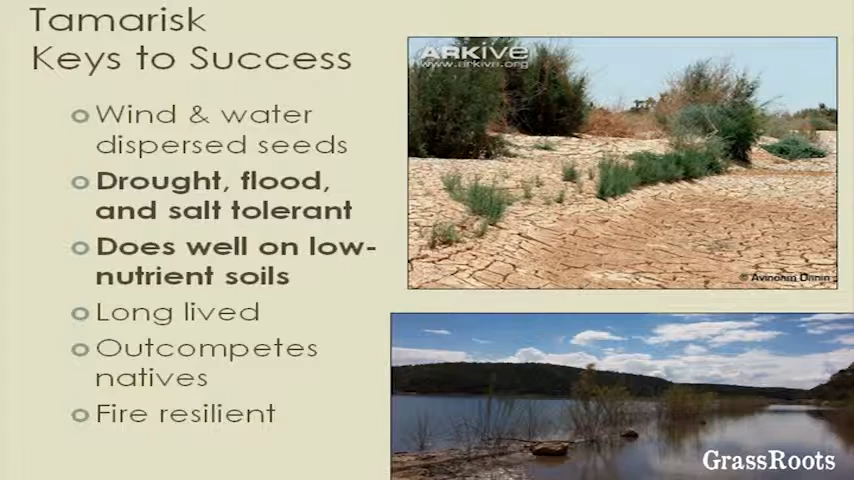 Tamarisk
Keys to Success
Wind & water
dispersed seeds
Drought, flood,
and salt tolerant
Does well on low-
nutrient soils
Long lived
Outcompetes
natives
Fire resilient
ARKive
www.arkive.org
© Avinoam Danin
GrassRoots